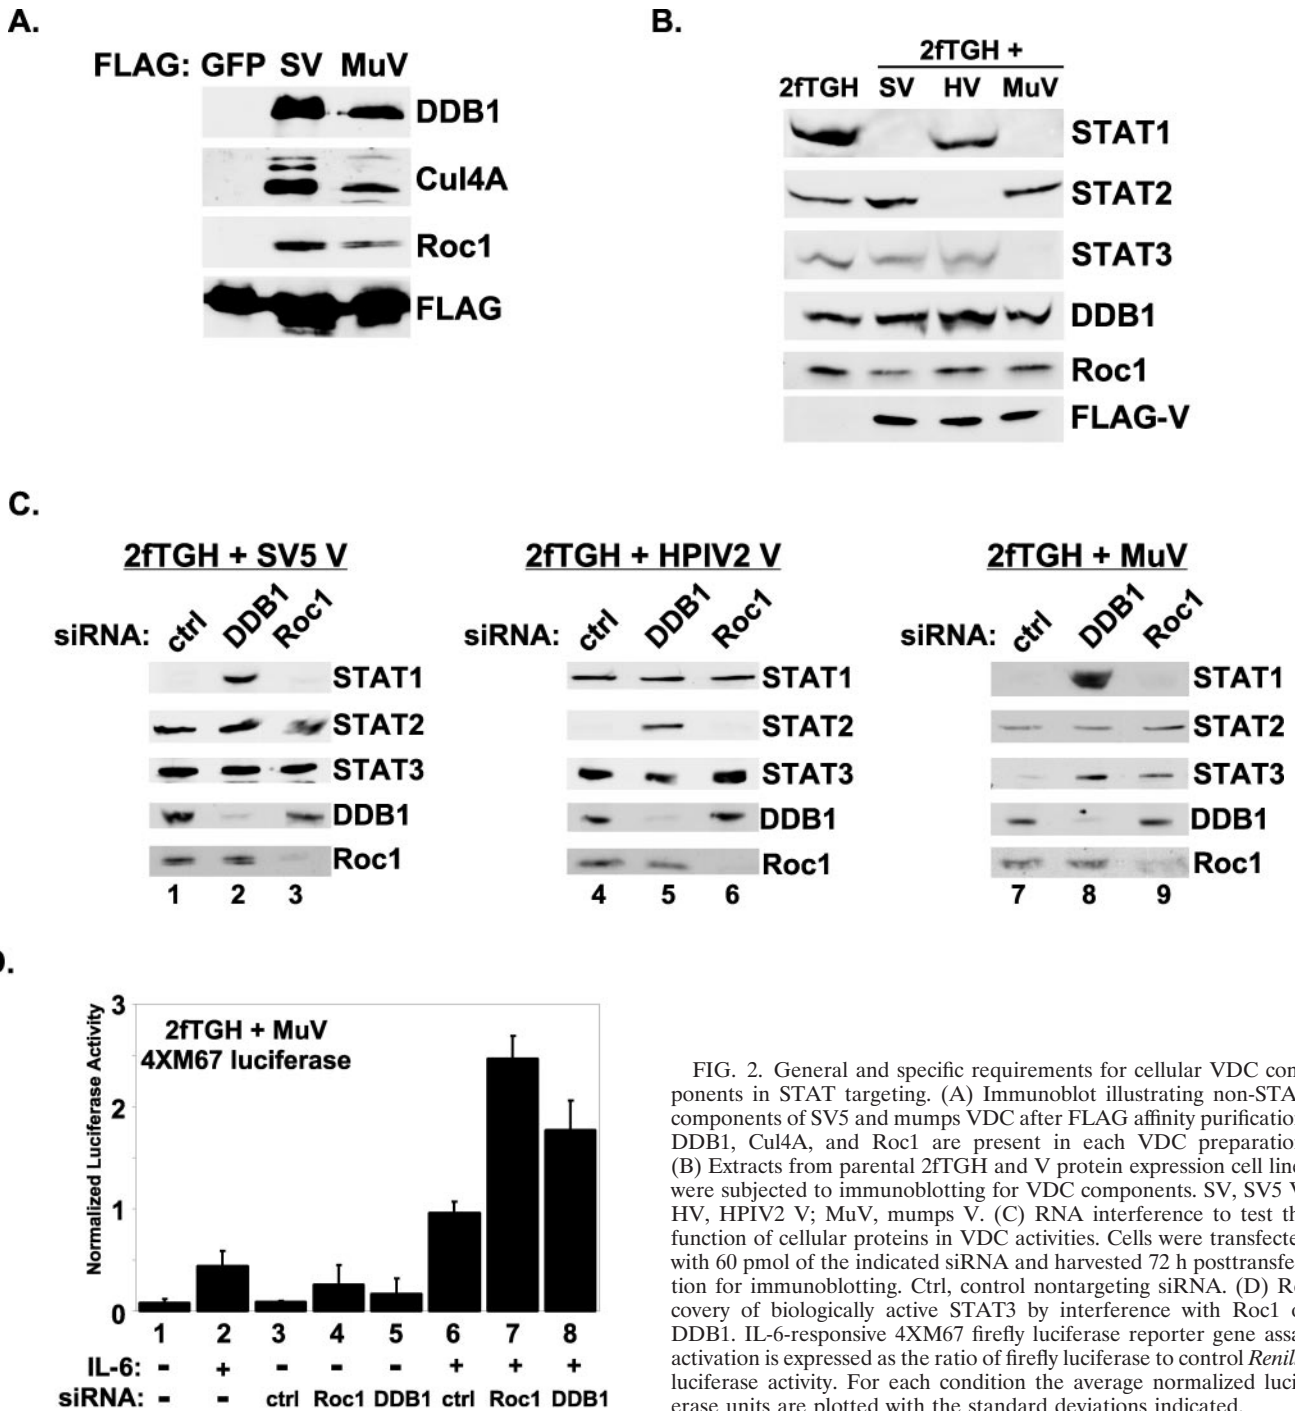 A.
FLAG: GFP SV MuV
DDB1
Cul4A
Roc1
FLAG
B.
2fTGH +
2fTGH SV HV MuV
STAT1
STAT2
STAT3
DDB1
Roc1
FLAG-V
C.
2fTGH + SV5 V
siRNA: ctrl DDB1 Roc1
STAT1
STAT2
STAT3
DDB1
Roc1
1 2 3
2fTGH + HPIV2 V
siRNA: ctrl DDB1 Roc1
STAT1
STAT2
STAT3
DDB1
Roc1
4 5 6
2fTGH + MuV
siRNA: ctrl DDB1 Roc1
STAT1
STAT2
STAT3
DDB1
Roc1
7 8 9
Normalized Luciferase Activity
3
2
1
0
2fTGH + MuV
4XM67 luciferase
1 2 3 4 5 6 7 8
IL-6: - + - - - + + +
siRNA: - - ctrl Roc1 DDB1 ctrl Roc1 DDB1
FIG. 2. General and specific requirements for cellular VDC com
ponents in STAT targeting. (A) Immunoblot illustrating non-STA
components of SV5 and mumps VDC after FLAG affinity purification
DDB1, Cul4A, and Roc1 are present in each VDC preparation
(B) Extracts from parental 2fTGH and V protein expression cell line
were subjected to immunoblotting for VDC components. SV, SV5 V
HV, HPIV2 V; MuV, mumps V. (C) RNA interference to test th
function of cellular proteins in VDC activities. Cells were transfecte
with 60 pmol of the indicated siRNA and harvested 72 h posttransfec
tion for immunoblotting. Ctrl, control nontargeting siRNA. (D) Re
covery of biologically active STAT3 by interference with Roc1 o
DDB1. IL-6-responsive 4XM67 firefly luciferase reporter gene assa
activation is expressed as the ratio of firefly luciferase to control Renill
luciferase activity. For each condition the average normalized luci
erase units are plotted with the standard deviations indicated.